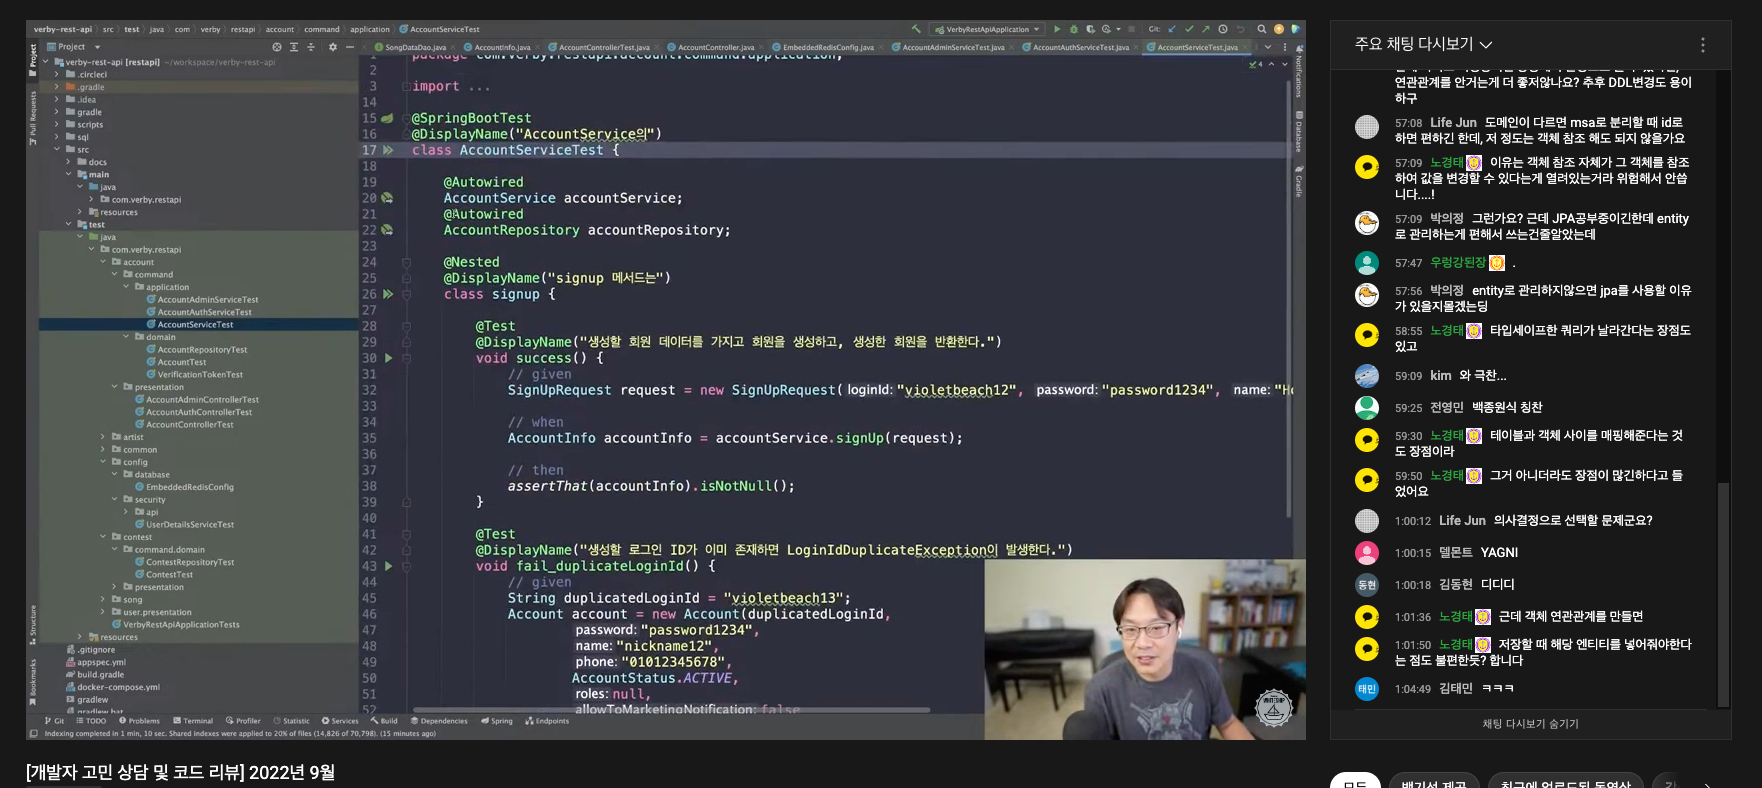 verby-rest-api › src › test › java › com › verby › restapi › account › command › application › AccountServiceTest
VerbyRestApiApplication
Git:
Project
SongDataDao.java
AccountInfo.java
AccountControllerTest.java
AccountController.java
EmbeddedRedisConfig.java
AccountAdminServiceTest.java
AccountAuthServiceTest.java
AccountServiceTest.java
Project
Pull Requests
Structure
Bookmarks
verby-rest-api [restapi] ~/workspace/verby-rest-api
.circleci
.gradle
.idea
gradle
scripts
sql
src
docs
main
java
com.verby.restapi
resources
test
java
com.verby.restapi
account
command
application
AccountAdminServiceTest
AccountAuthServiceTest
AccountServiceTest
domain
AccountRepositoryTest
AccountTest
VerificationTokenTest
presentation
AccountAdminControllerTest
AccountAuthControllerTest
AccountControllerTest
artist
common
config
database
EmbeddedRedisConfig
security
api
UserDetailsServiceTest
contest
command.domain
ContestRepositoryTest
ContestTest
presentation
song
user.presentation
VerbyRestApiApplicationTests
resources
.gitignore
appspec.yml
build.gradle
docker-compose.yml
gradlew
gradlew.bat
1 package com.verby.restapi.account.command.application;
2
3 import ...
14
15 @SpringBootTest
16 @DisplayName("AccountService의")
17 class AccountServiceTest {
18
19 @Autowired
20 AccountService accountService;
21 @Autowired
22 AccountRepository accountRepository;
23
24 @Nested
25 @DisplayName("signup 메서드는")
26 class signup {
27
28 @Test
29 @DisplayName("생성할 회원 데이터를 가지고 회원을 생성하고, 생성한 회원을 반환한다.")
30 void success() {
31 // given
32 SignUpRequest request = new SignUpRequest( loginId: "violetbeach12", password: "password1234", name: "Ho
33
34 // when
35 AccountInfo accountInfo = accountService.signUp(request);
36
37 // then
38 assertThat(accountInfo).isNotNull();
39 }
40
41 @Test
42 @DisplayName("생성할 로그인 ID가 이미 존재하면 LoginIdDuplicateException이 발생한다.")
43 void fail_duplicateLoginId() {
44 // given
45 String duplicatedLoginId = "violetbeach13";
46 Account account = new Account(duplicatedLoginId,
47 password: "password1234",
48 name: "nickname12",
49 phone: "01012345678",
50 AccountStatus.ACTIVE,
51 roles: null,
52 allowToMarketingNotification: false
4
Notifications
Database
Gradle
WHITESHIP
Git
TODO
Problems
Terminal
Profiler
Statistic
Services
Build
Dependencies
Spring
Endpoints
Indexing completed in 1 min, 10 sec. Shared indexes were applied to 20% of files (14,826 of 70,798). (15 minutes ago)
[개발자 고민 상담 및 코드 리뷰] 2022년 9월
주요 채팅 다시보기
연관관계를 안거는게 더 좋저않나요? 추후 DDL변경도 용이
하구
57:08 Life Jun 도메인이 다르면 msa로 분리할 때 id로
하면 편하긴 한데, 저 정도는 객체 참조 해도 되지 않을가요
57:09 노경태 이유는 객체 참조 자체가 그 객체를 참조
하여 값을 변경할 수 있다는게 열려있는거라 위험해서 안씁
니다....!
57:09 박의정 그런가요? 근데 JPA공부중이긴한데 entity
로 관리하는게 편해서 쓰는건줄알았는데
57:47 우렁강된장 .
57:56 박의정 entity로 관리하지않으면 jpa를 사용할 이유
가 있을지몰겠는딩
58:55 노경태 타입세이프한 쿼리가 날라간다는 장점도
있고
59:09 kim 와 극찬...
59:25 전영민 백종원식 칭찬
59:30 노경태 테이블과 객체 사이를 매핑해준다는 것
도 장점이라
59:50 노경태 그거 아니더라도 장점이 많긴하다고 들
었어요
1:00:12 Life Jun 의사결정으로 선택할 문제군요?
1:00:15 델몬트 YAGNI
동현 1:00:18 김동현 디디디
1:01:36 노경태 근데 객체 연관관계를 만들면
1:01:50 노경태 저장할 때 해당 엔티티를 넣어줘야한다
는 점도 불편한듯? 합니다
태민 1:04:49 김태민 ㅋㅋㅋ
채팅 다시보기 숨기기
모두
백기선 제공
최근에 업로드된 동영상